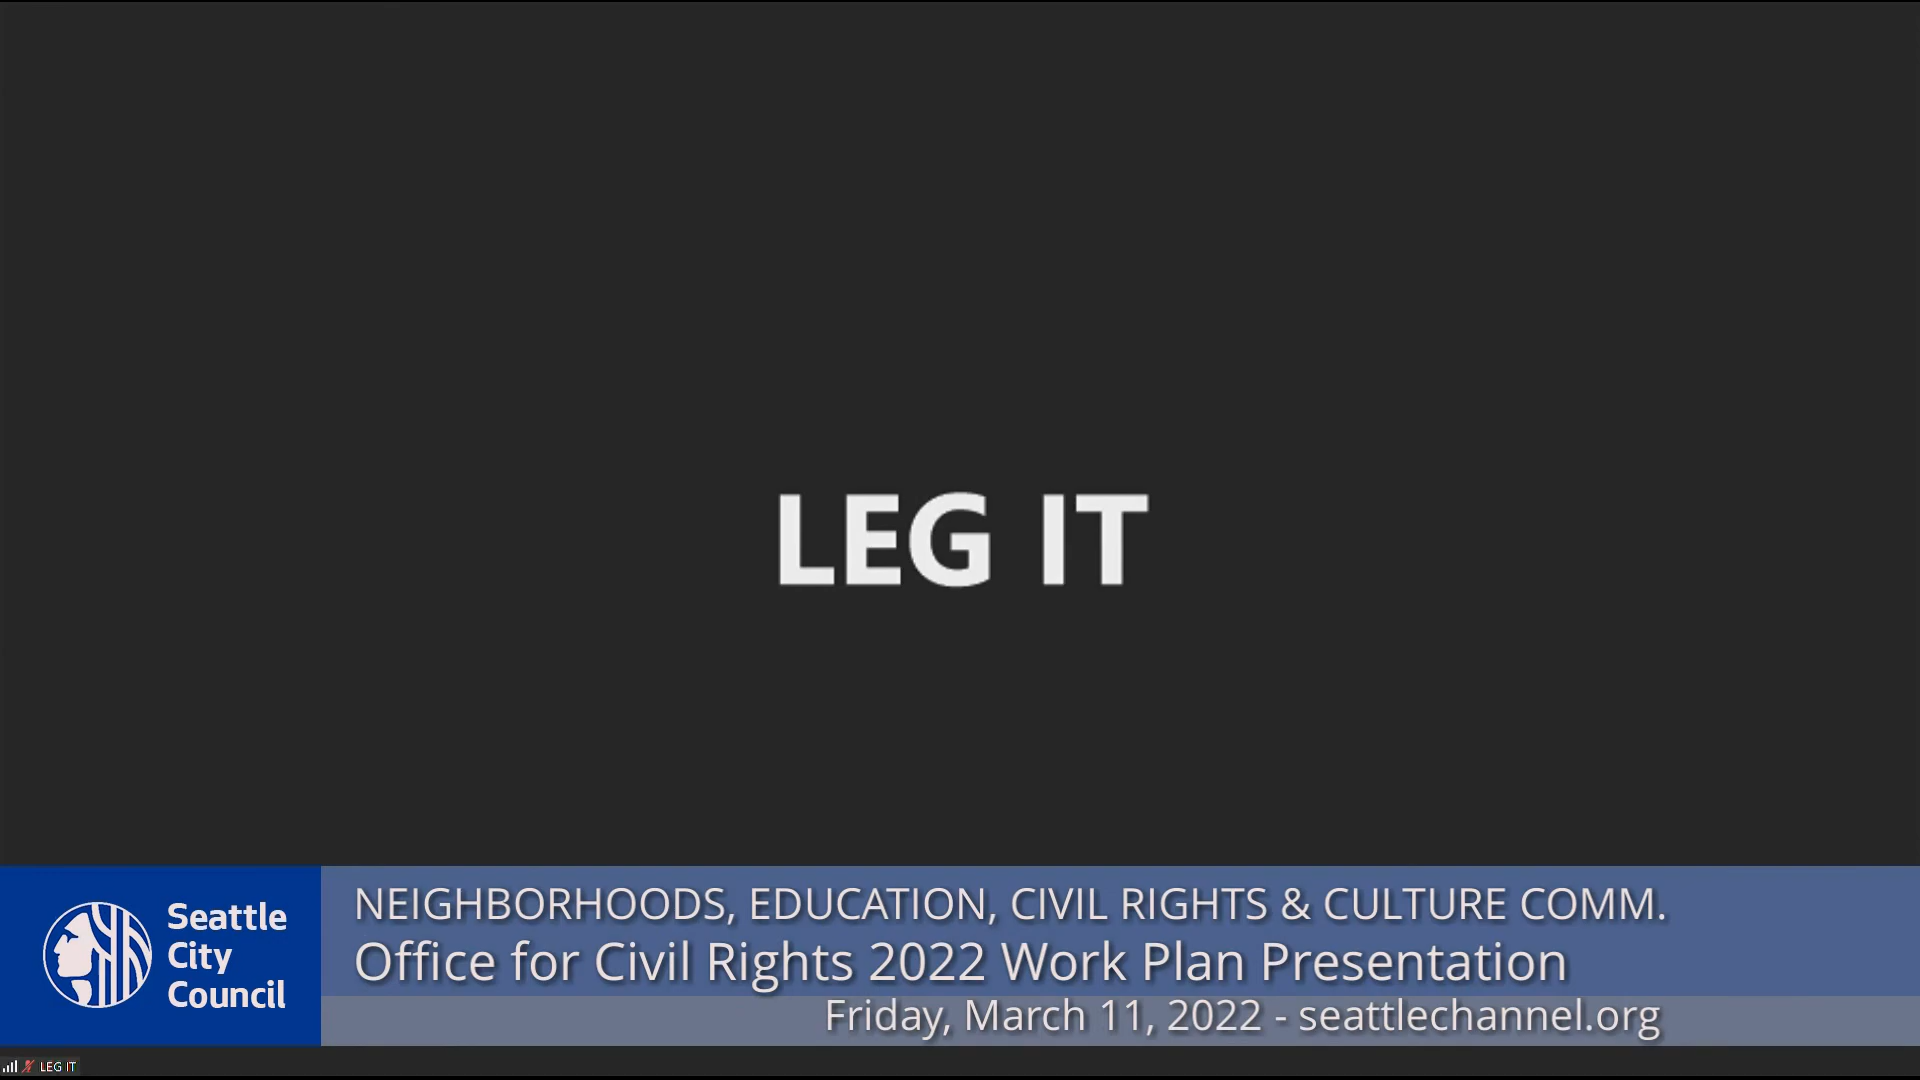 LEG IT
Seattle
City
Council
NEIGHBORHOODS, EDUCATION, CIVIL RIGHTS & CULTURE COMM.
Office for Civil Rights 2022 Work Plan Presentation
Friday, March 11, 2022 - seattlechannel.org
LEG IT